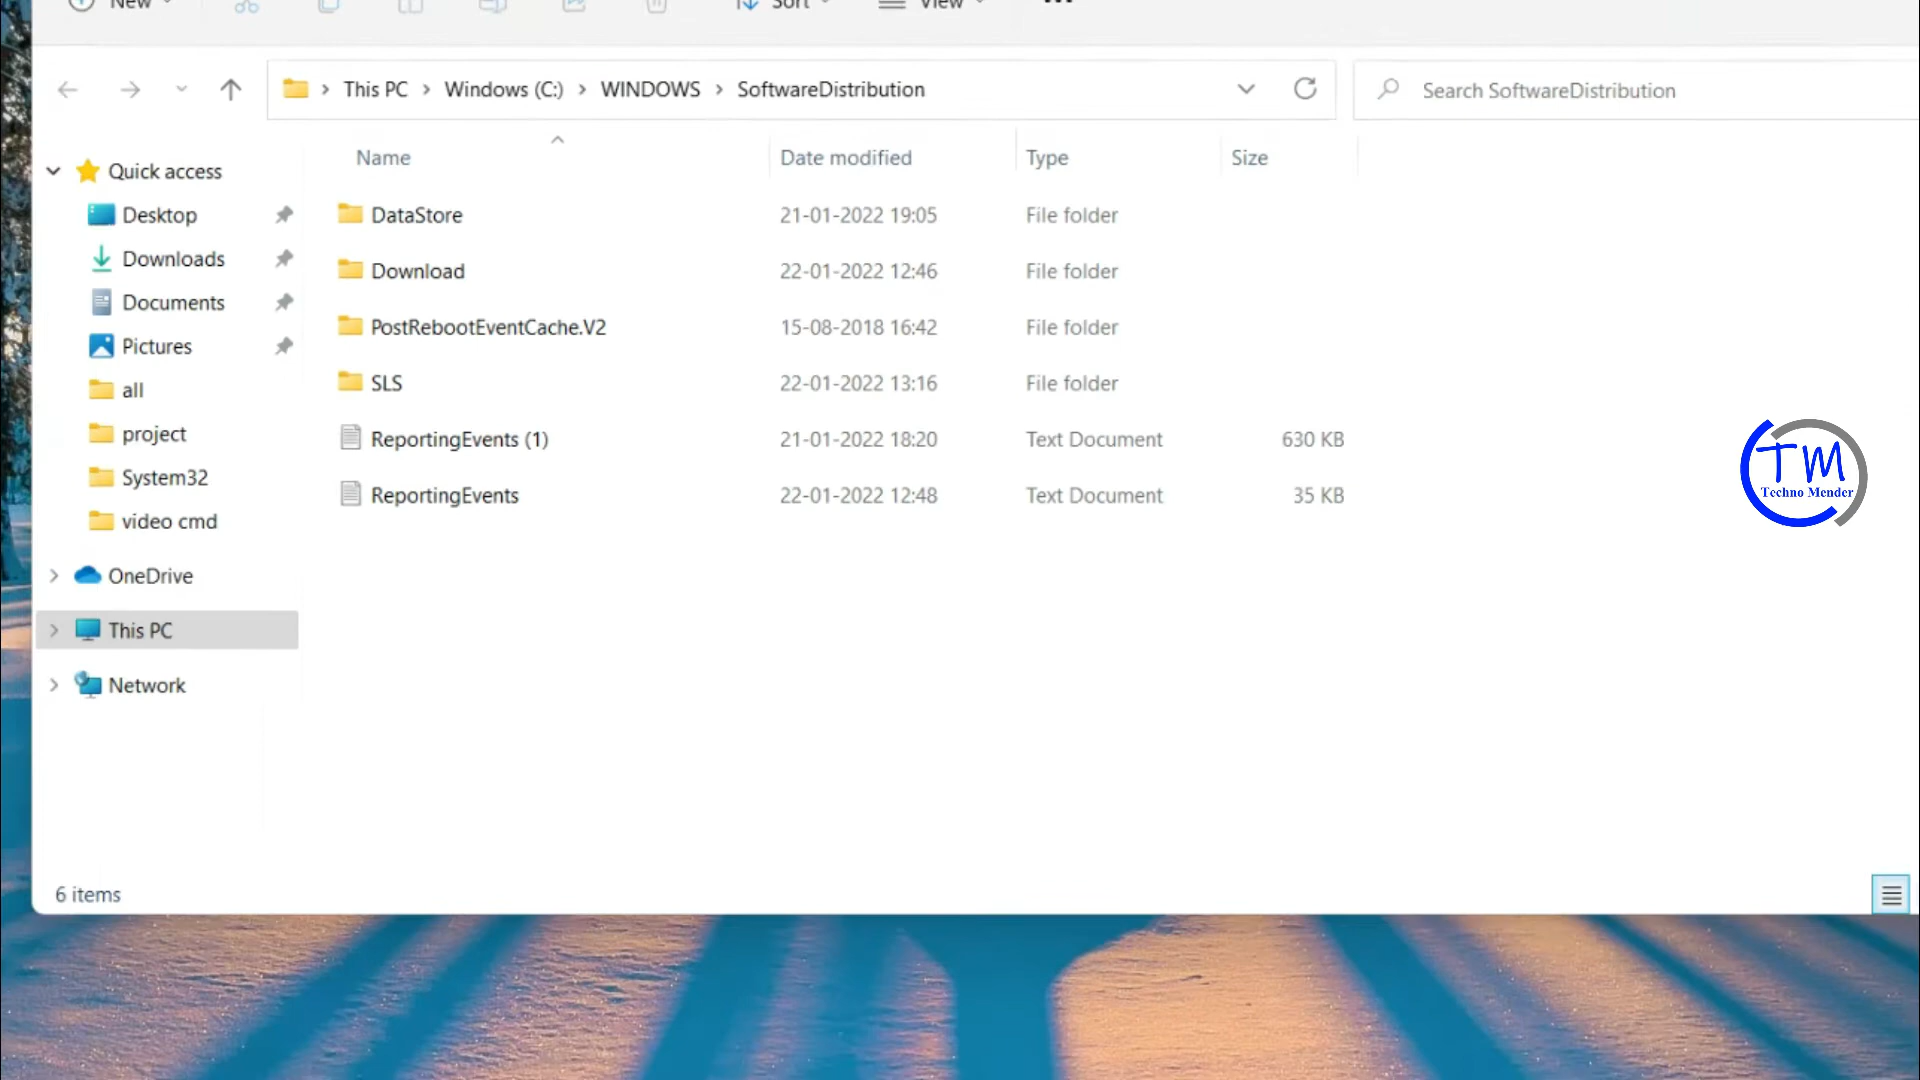 New
Sort
View
This PC > Windows (C:) > WINDOWS > SoftwareDistribution
Search SoftwareDistribution
Name Date modified Type Size
Quick access
Desktop
Downloads
Documents
Pictures
all
project
System32
video cmd
OneDrive
This PC
Network
DataStore 21-01-2022 19:05 File folder
Download 22-01-2022 12:46 File folder
PostRebootEventCache.V2 15-08-2018 16:42 File folder
SLS 22-01-2022 13:16 File folder
ReportingEvents (1) 21-01-2022 18:20 Text Document 630 KB
ReportingEvents 22-01-2022 12:48 Text Document 35 KB
TM
Techno Mender
6 items